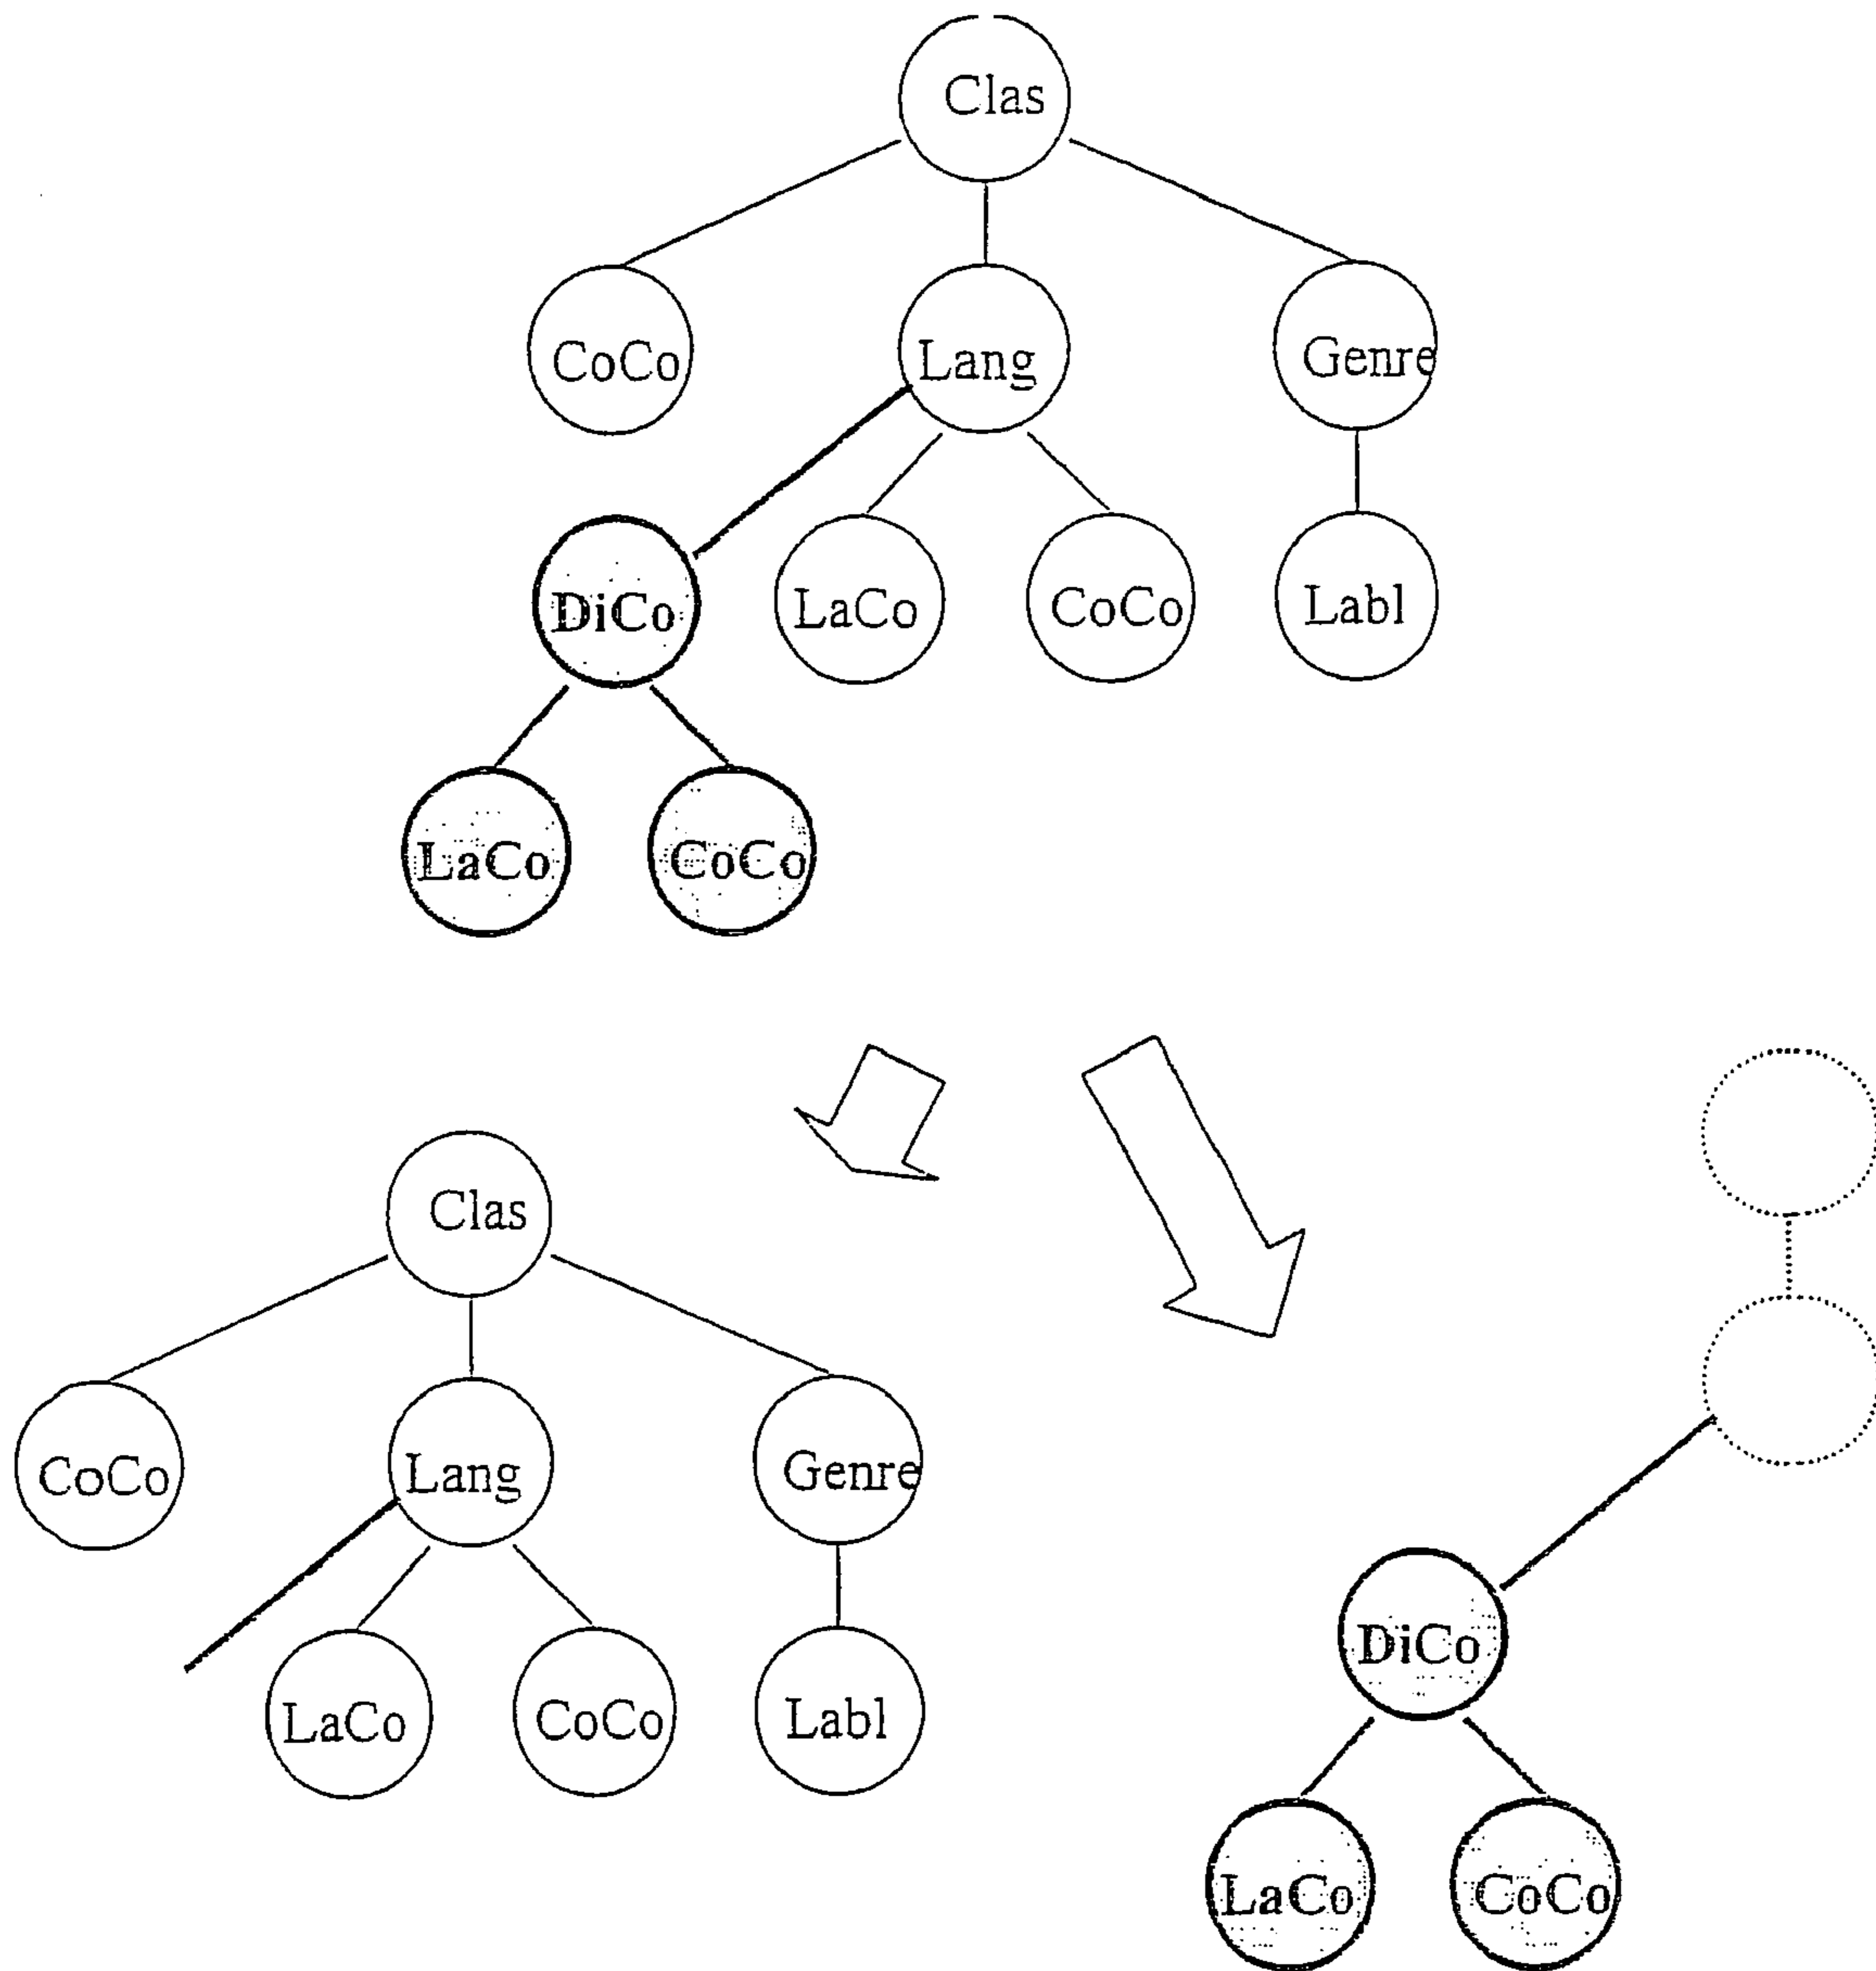 Clas
CoCo Lang Genre
DiCo LaCo CoCo Labl
LaCo CoCo
Clas
CoCo Lang Genre
LaCo CoCo Labl
DiCo
LaCo CoCo